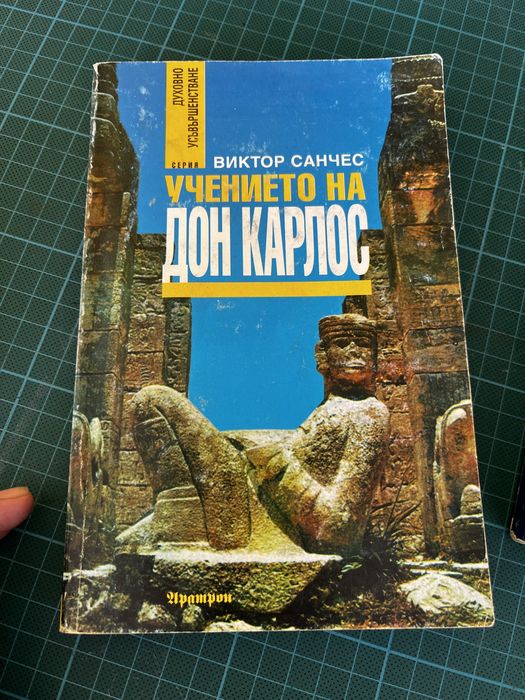 СЕРИЯ
ДУХОВНО
УСЪВЪРШЕНСТВАНЕ
ВИКТОР САНЧЕС
УЧЕНИЕТО НА
ДОН КАРЛОС
Аратрон